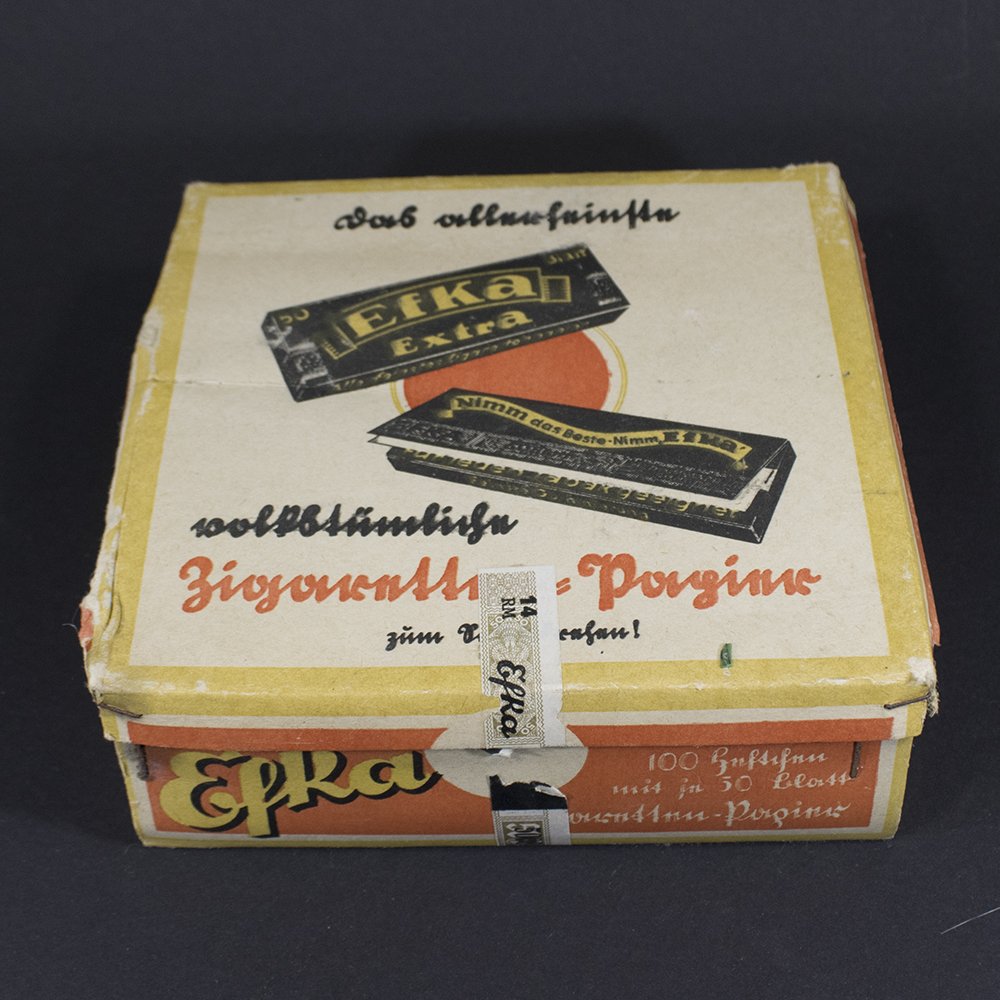 das allerfeinste
50
Efka
Extra
Nimm das Beste-Nimm Efka
volkstümliche
Zigaretten=Papier
zum
14
RM
Efka
Efka
100 Heftchen
mit je 50 Blatt
Papier